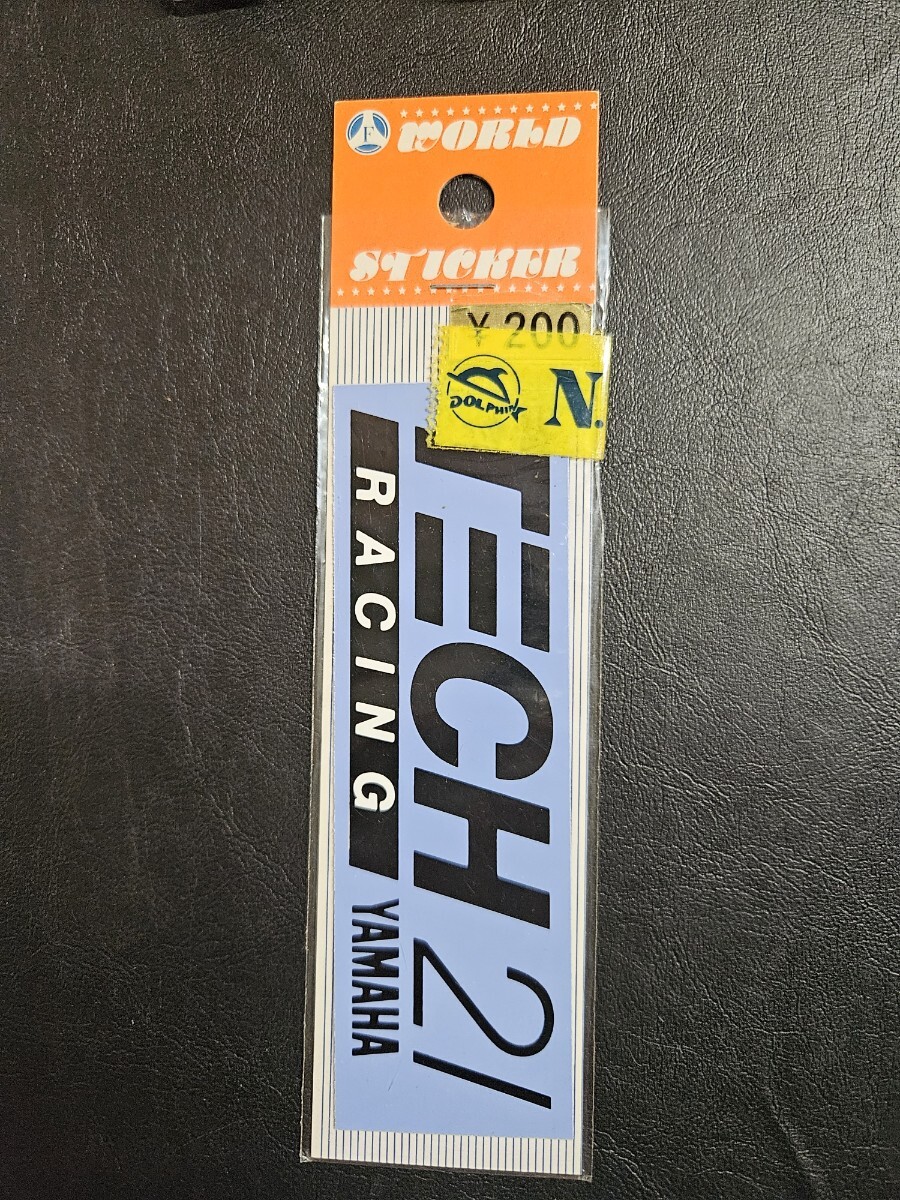 F
WORLD
STICKER
¥200
DOLPHIN
N.
TECH 21
RACING
YAMAHA